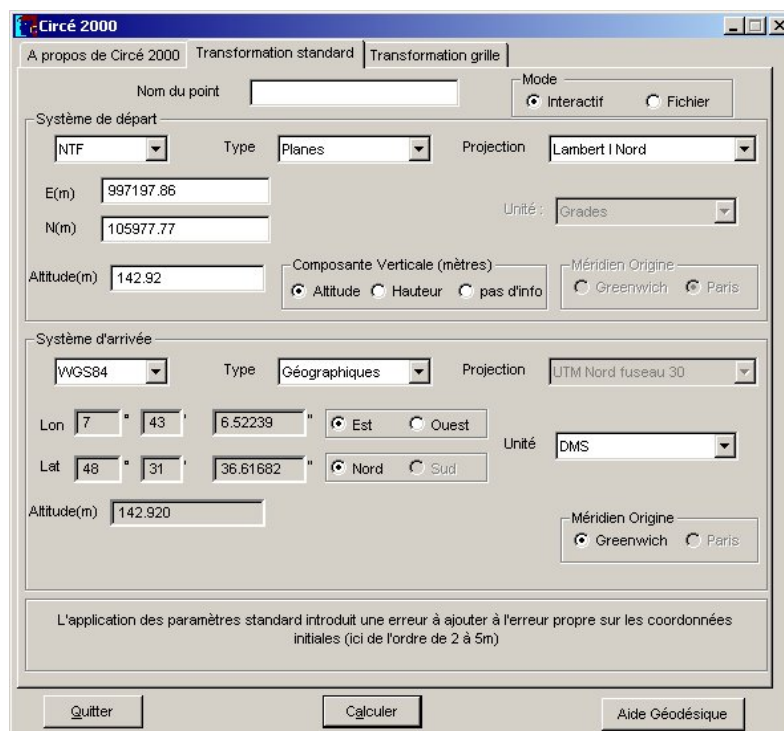 Circé 2000
A propos de Circé 2000 Transformation standard Transformation grille
Nom du point
Mode
Interactif Fichier
Système de départ
NTF Type Planes Projection Lambert I Nord
E(m) 997197.86
Unité : Grades
N(m) 105977.77
Altitude(m) 142.92
Composante Verticale (mètres)
Altitude Hauteur pas d'info
Méridien Origine
Greenwich Paris
Système d'arrivée
WGS84 Type Géographiques Projection UTM Nord fuseau 30
Lon 7 ° 43 ' 6.52239 " Est Ouest
Unité DMS
Lat 48 ° 31 ' 36.61682 " Nord Sud
Altitude(m) 142.920
Méridien Origine
Greenwich Paris
L'application des paramètres standard introduit une erreur à ajouter à l'erreur propre sur les coordonnées
initiales (ici de l'ordre de 2 à 5m)
Quitter Calculer Aide Géodésique